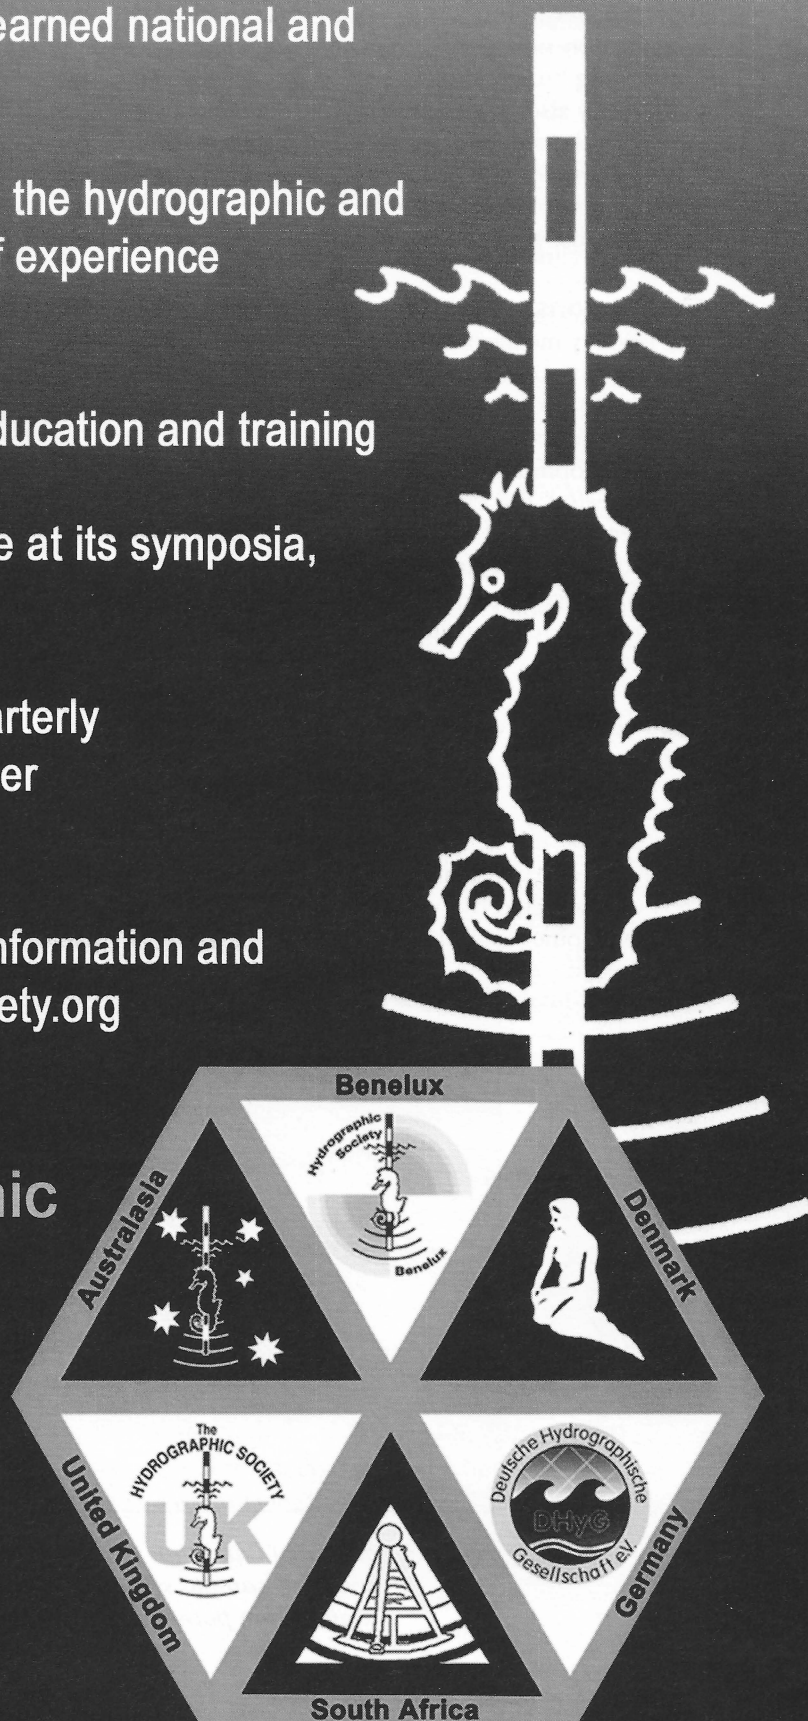 earned national and
the hydrographic and
f experience
ducation and training
e at its symposia,
arterly
er
nformation and
ety.org
nic
Benelux
Australasia
Denmark
Hydrographic
Society
Benelux
United Kingdom
The
HYDROGRAPHIC SOCIETY
UK
Deutsche Hydrographische
DHyG
Gesellschaft e.V.
Germany
South Africa